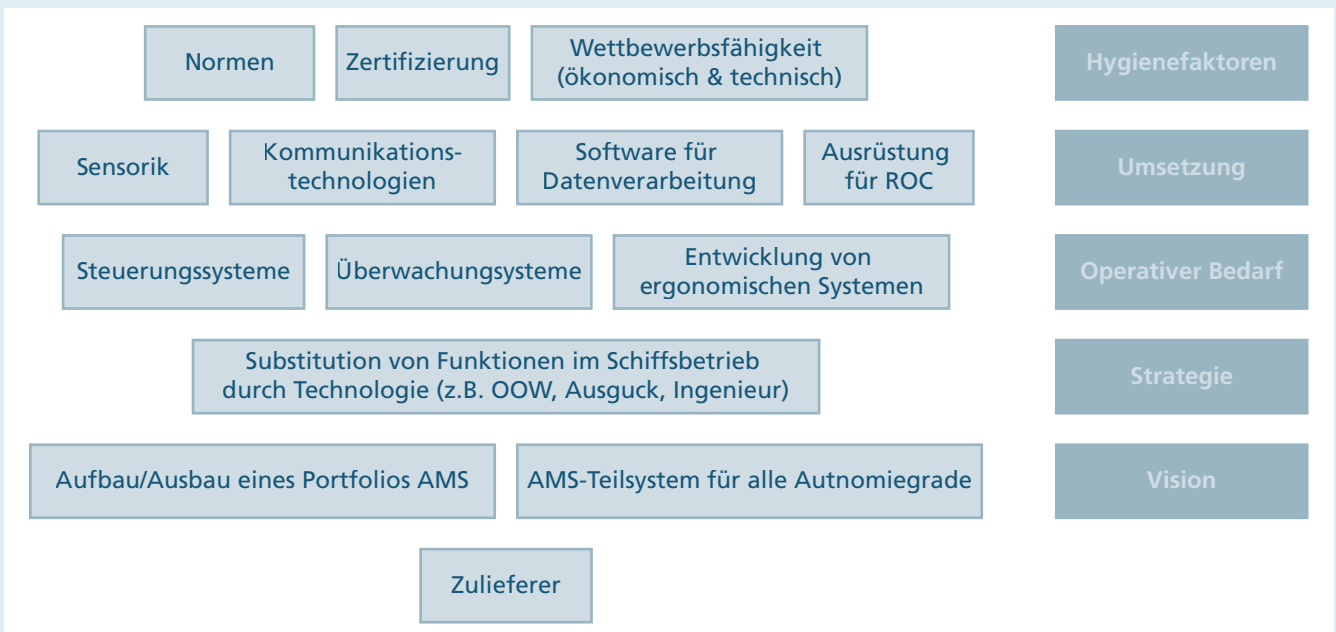 Normen
Zertifizierung
Wettbewerbsfähigkeit
(ökonomisch & technisch)
Hygienefaktoren
Sensorik
Kommunikations-
technologien
Software für
Datenverarbeitung
Ausrüstung
für ROC
Umsetzung
Steuerungssysteme
Überwachungsysteme
Entwicklung von
ergonomischen Systemen
Operativer Bedarf
Substitution von Funktionen im Schiffsbetrieb
durch Technologie (z.B. OOW, Ausguck, Ingenieur)
Strategie
Aufbau/Ausbau eines Portfolios AMS
AMS-Teilsystem für alle Autnomiegrade
Vision
Zulieferer